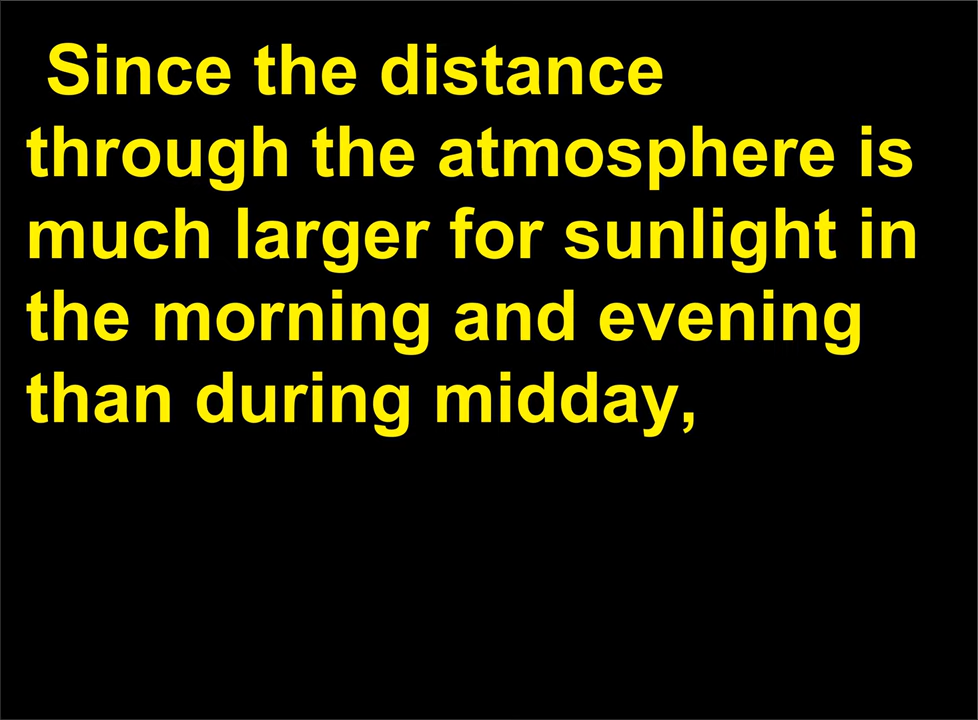 Since the distance
through the atmosphere is
much larger for sunlight in
the morning and evening
than during midday,